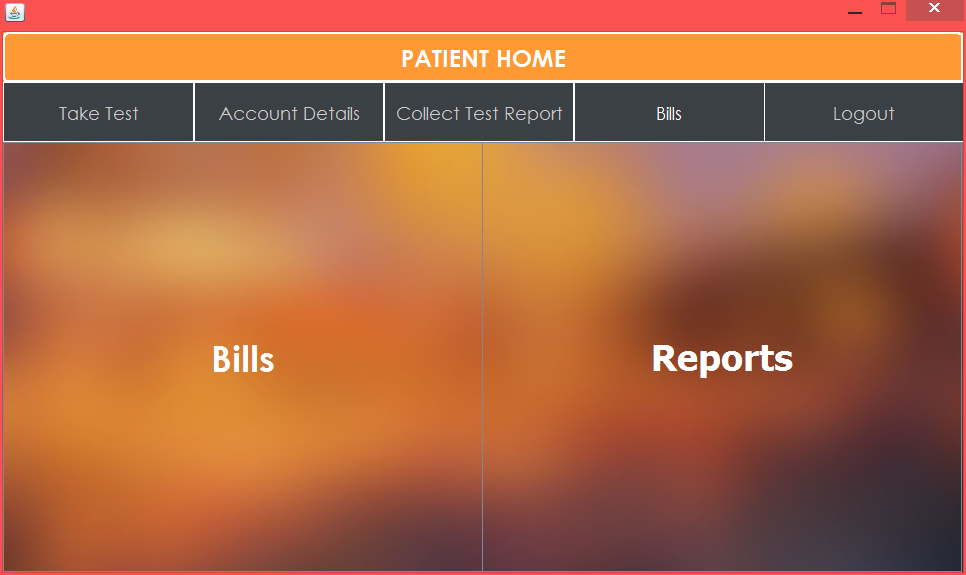 PATIENT HOME
Take Test
Account Details
Collect Test Report
Bills
Logout
Bills
Reports